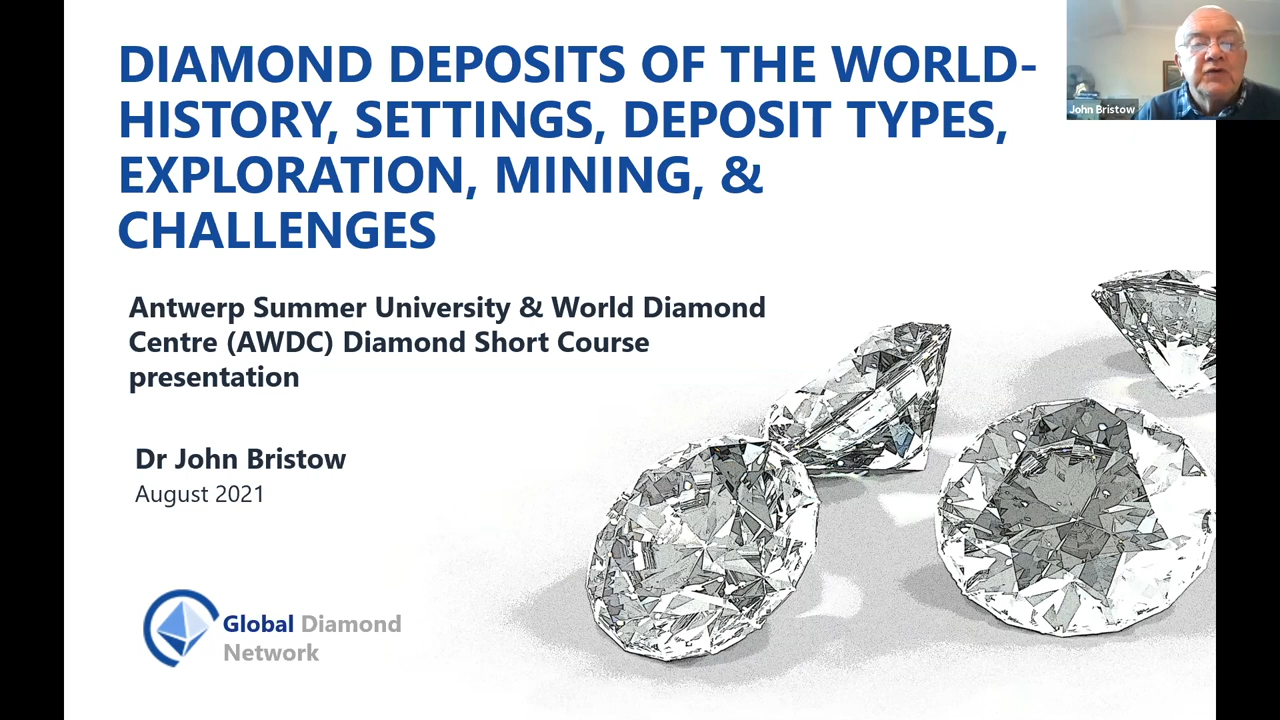 DIAMOND DEPOSITS OF THE WORLD-
HISTORY, SETTINGS, DEPOSIT TYPES,
EXPLORATION, MINING, &
CHALLENGES
John Bristow
Antwerp Summer University & World Diamond
Centre (AWDC) Diamond Short Course
presentation
Dr John Bristow
August 2021
Global Diamond
Network